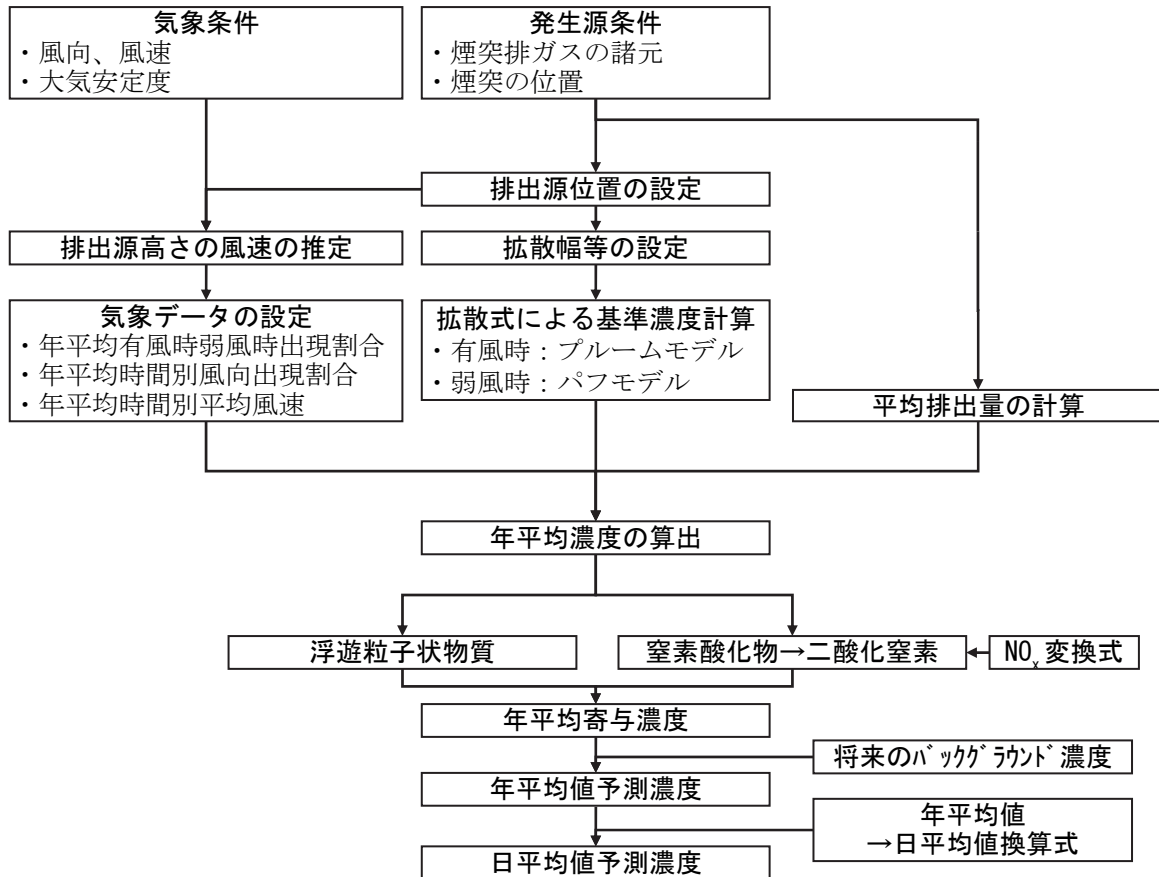 気象条件
・風向、風速
・大気安定度
発生源条件
・煙突排ガスの諸元
・煙突の位置
排出源位置の設定
排出源高さの風速の推定
拡散幅等の設定
気象データの設定
・年平均有風時弱風時出現割合
・年平均時間別風向出現割合
・年平均時間別平均風速
拡散式による基準濃度計算
・有風時：プルームモデル
・弱風時：パフモデル
平均排出量の計算
年平均濃度の算出
浮遊粒子状物質
窒素酸化物→二酸化窒素
NOx変換式
年平均寄与濃度
将来のﾊﾞｯｸｸﾞﾗｳﾝﾄﾞ濃度
年平均値予測濃度
年平均値
→日平均値換算式
日平均値予測濃度